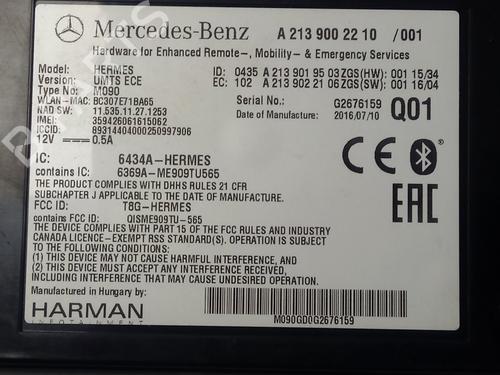 Mercedes-Benz A 213 900 22 10 /001
Hardware for Enhanced Remote-, Mobility- & Emergency Services
Model: HERMES ID: 0435 A 213 901 95 03 ZGS(HW): 001 15/34
Version: UMTS ECE EC: 102 A 213 902 21 06 ZGS(SW): 001 16/04
Type No: M090 Serial No.: G2676159 Q01
WLAN-MAC: BC307E71BA65 Date of Manufacture: 2016/07/10
NAD SW: 11.535.11.27.1253
IMEI: 359426061615062
ICCID: 89314404000250997906
12V 0.5A
IC: 6434A-HERMES
contains IC: 6369A-ME909TU565
THE PRODUCT COMPLIES WITH DHHS RULES 21 CFR
SUBCHAPTER J APPLICABLE TO THE DATE OF MANUFACTURE.
FCC ID: T8G-HERMES
contains FCC ID: QISME909TU-565
THE DEVICE COMPLIES WITH PART 15 OF THE FCC RULES AND INDUSTRY
CANADA LICENCE-EXEMPT RSS STANDARD(S). OPERATION IS SUBJECT
TO THE FOLLOWING TWO CONDITIONS:
(1) THIS DEVICE MAY NOT CAUSE HARMFUL INTERFERENCE, AND
(2) THIS DEVICE MUST ACCEPT ANY INTERFERENCE RECEIVED,
INCLUDING INTERFERENCE THAT MAY CAUSE UNDESIRED OPERATION.
CE
EAC
Manufactured in Hungary by:
HARMAN
INFOTAINMENT
M090GD0G2676159